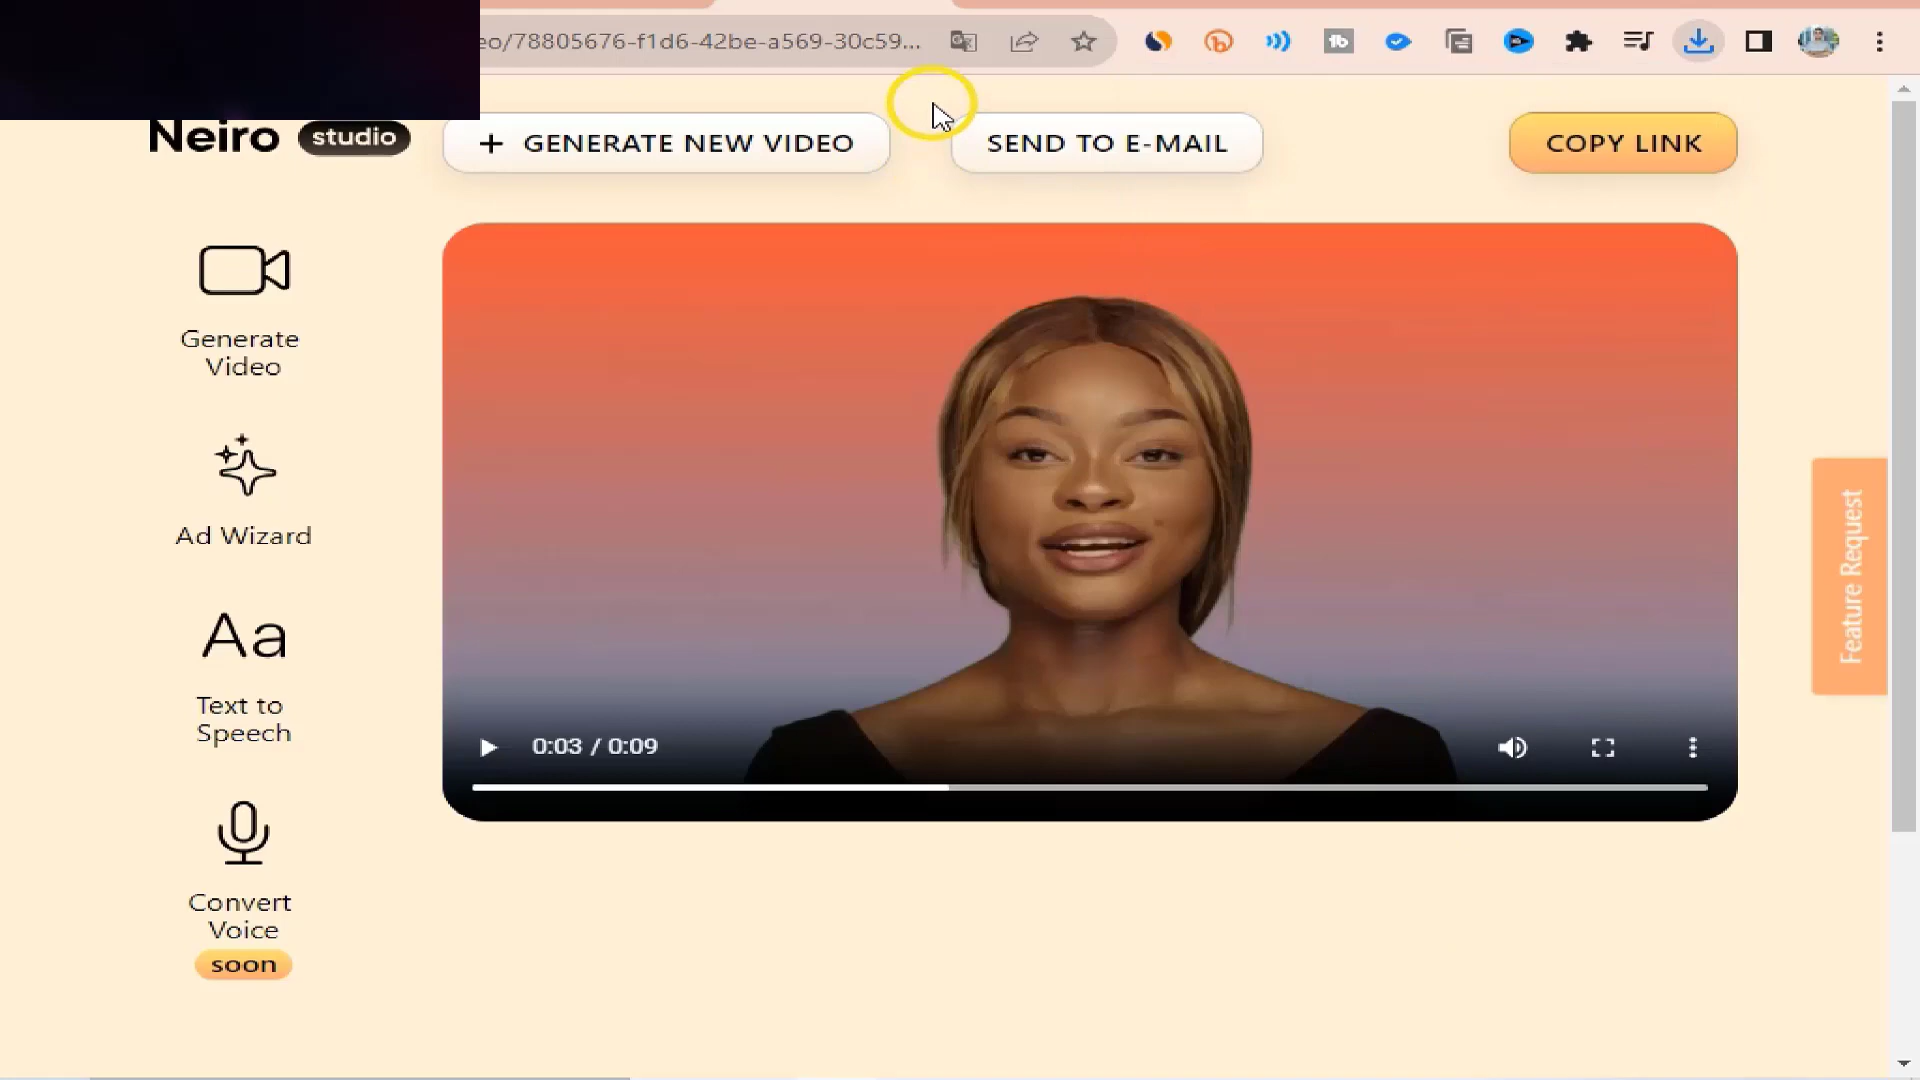 eo/78805676-f1d6-42be-a569-30c59...
Neiro studio
+ GENERATE NEW VIDEO
SEND TO E-MAIL
COPY LINK
Generate
Video
Ad Wizard
Aa
Text to
Speech
Convert
Voice
soon
0:03 / 0:09
Feature Request